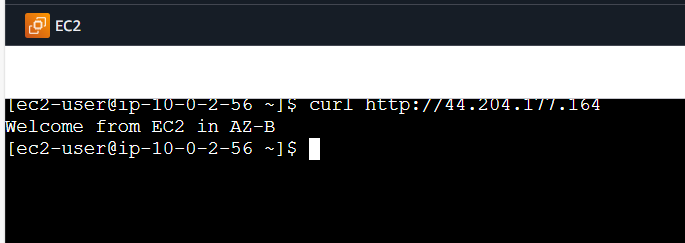 EC2
[ec2-user@ip-10-0-2-56 ~]$ curl http://44.204.177.164
Welcome from EC2 in AZ-B
[ec2-user@ip-10-0-2-56 ~]$